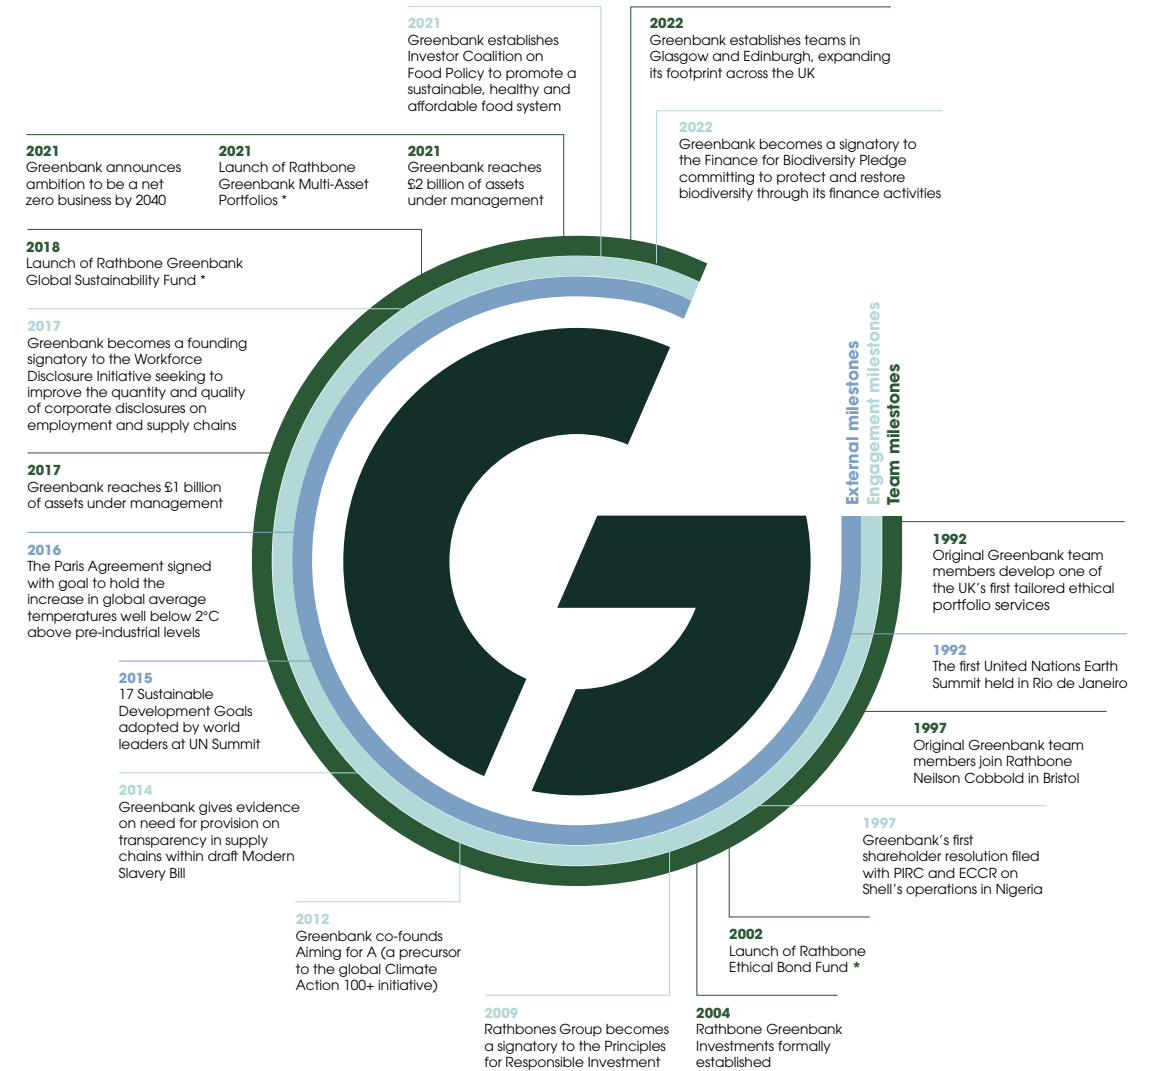 2021
Greenbank establishes
Investor Coalition on
Food Policy to promote a
sustainable, healthy and
affordable food system
2022
Greenbank establishes teams in
Glasgow and Edinburgh, expanding
its footprint across the UK
2022
Greenbank becomes a signatory to
the Finance for Biodiversity Pledge
committing to protect and restore
biodiversity through its finance activities
2021
Greenbank announces
ambition to be a net
zero business by 2040
2021
Launch of Rathbone
Greenbank Multi-Asset
Portfolios *
2021
Greenbank reaches
£2 billion of assets
under management
2018
Launch of Rathbone Greenbank
Global Sustainability Fund *
2017
Greenbank becomes a founding
signatory to the Workforce
Disclosure Initiative seeking to
improve the quantity and quality
of corporate disclosures on
employment and supply chains
2017
Greenbank reaches £1 billion
of assets under management
2016
The Paris Agreement signed
with goal to hold the
increase in global average
temperatures well below 2°C
above pre-industrial levels
2015
17 Sustainable
Development Goals
adopted by world
leaders at UN Summit
2014
Greenbank gives evidence
on need for provision on
transparency in supply
chains within draft Modern
Slavery Bill
2012
Greenbank co-founds
Aiming for A (a precursor
to the global Climate
Action 100+ initiative)
2009
Rathbones Group becomes
a signatory to the Principles
for Responsible Investment
2004
Rathbone Greenbank
Investments formally
established
2002
Launch of Rathbone
Ethical Bond Fund *
1997
Greenbank's first
shareholder resolution filed
with PIRC and ECCR on
Shell's operations in Nigeria
1997
Original Greenbank team
members join Rathbone
Neilson Cobbold in Bristol
1992
The first United Nations Earth
Summit held in Rio de Janeiro
1992
Original Greenbank team
members develop one of
the UK's first tailored ethical
portfolio services
External milestones
Engagement milestones
Team milestones